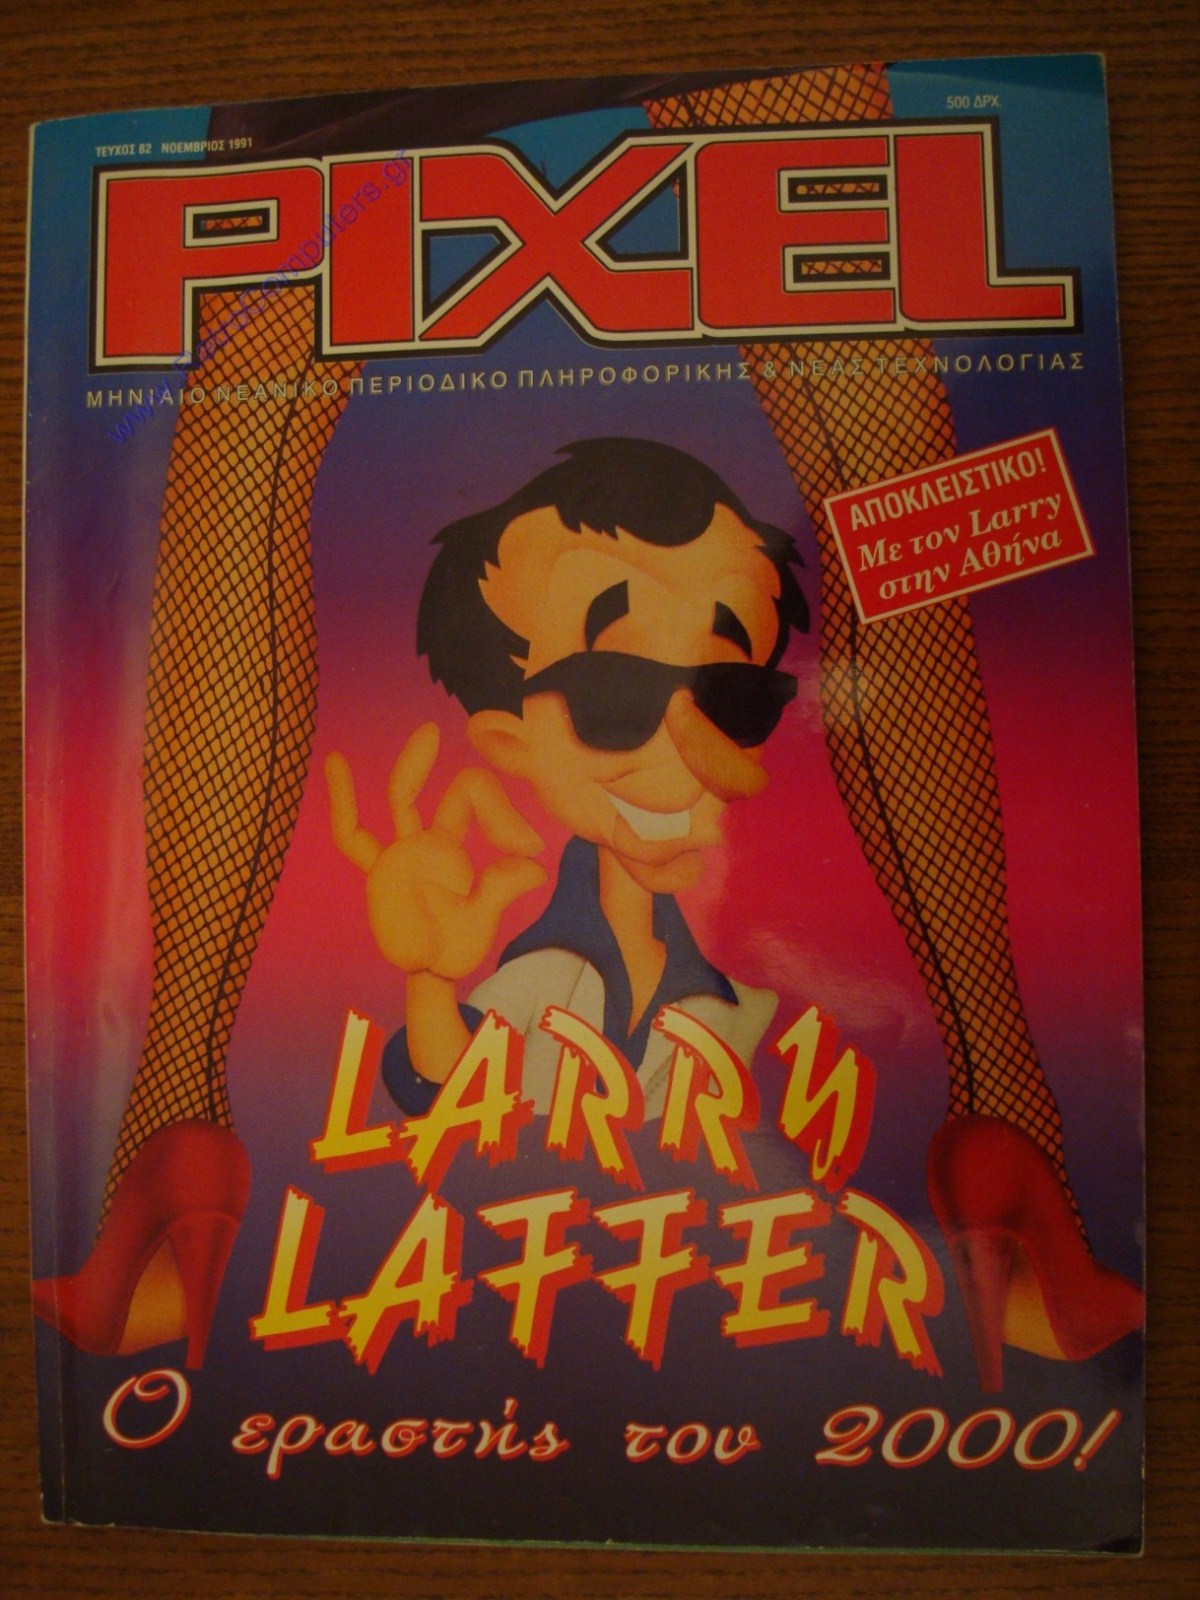 ΤΕΥΧΟΣ 82 ΝΟΕΜΒΡΙΟΣ 1991
500 ΔΡΧ.
PIXEL
ΜΗΝΙΑΙΟ ΝΕΑΝΙΚΟ ΠΕΡΙΟΔΙΚΟ ΠΛΗΡΟΦΟΡΙΚΗΣ & ΝΕΑΣ ΤΕΧΝΟΛΟΓΙΑΣ
ΑΠΟΚΛΕΙΣΤΙΚΟ!
Με τον Larry
στην Αθήνα
LARRY
LAFFER
Ο εραστής του 2000!